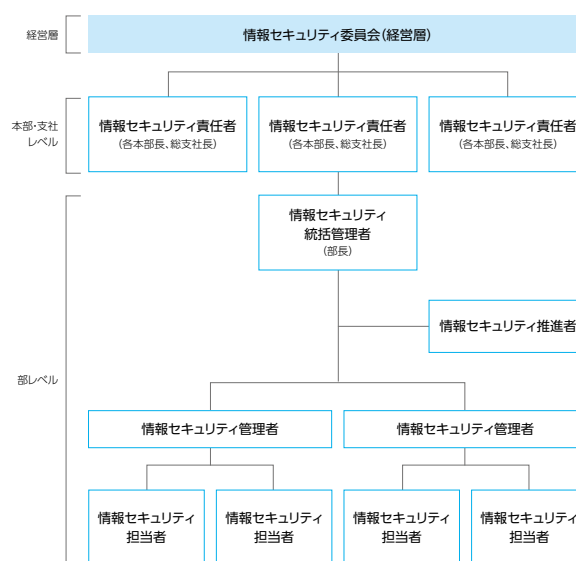 経営層
情報セキュリティ委員会(経営層)
本部・支社
レベル
情報セキュリティ責任者
(各本部長、総支社長)
情報セキュリティ責任者
(各本部長、総支社長)
情報セキュリティ責任者
(各本部長、総支社長)
部レベル
情報セキュリティ
統括管理者
(部長)
情報セキュリティ推進者
情報セキュリティ管理者
情報セキュリティ管理者
情報セキュリティ
担当者
情報セキュリティ
担当者
情報セキュリティ
担当者
情報セキュリティ
担当者